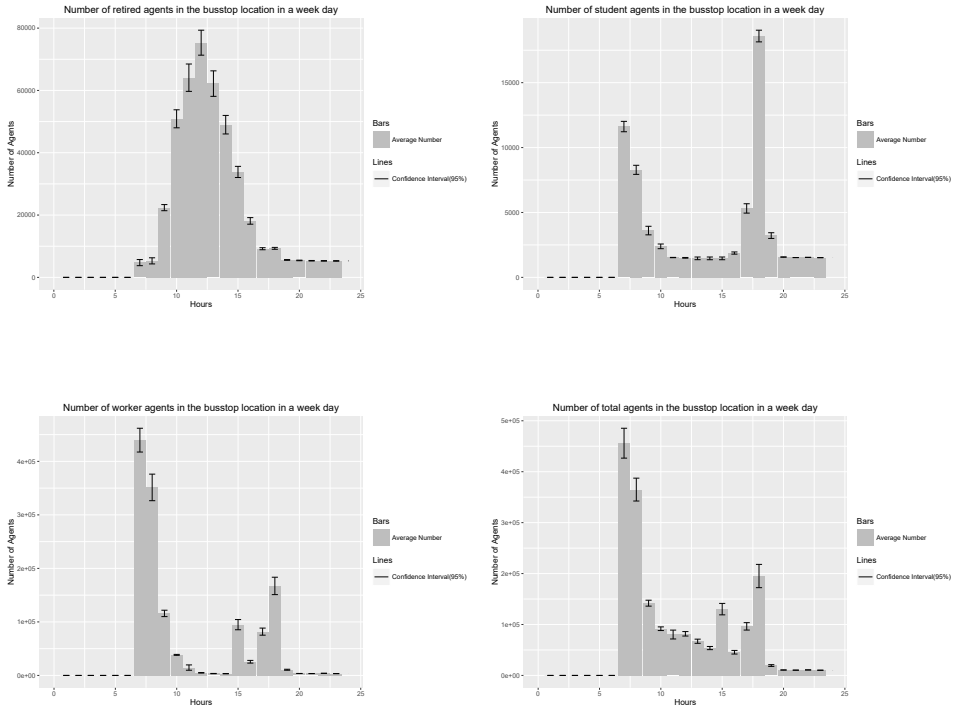 Number of retired agents in the busstop location in a week day
Number of Agents
80000
60000
40000
20000
0
0 5 10 15 20 25
Hours
Bars
Average Number
Lines
Confidence Interval(95%)
Number of student agents in the busstop location in a week day
Number of Agents
15000
10000
5000
0
0 5 10 15 20 25
Hours
Bars
Average Number
Lines
Confidence Interval(95%)
Number of worker agents in the busstop location in a week day
Number of Agents
4e+05
3e+05
2e+05
1e+05
0e+00
0 5 10 15 20 25
Hours
Bars
Average Number
Lines
Confidence Interval(95%)
Number of total agents in the busstop location in a week day
Number of Agents
5e+05
4e+05
3e+05
2e+05
1e+05
0e+00
0 5 10 15 20 25
Hours
Bars
Average Number
Lines
Confidence Interval(95%)